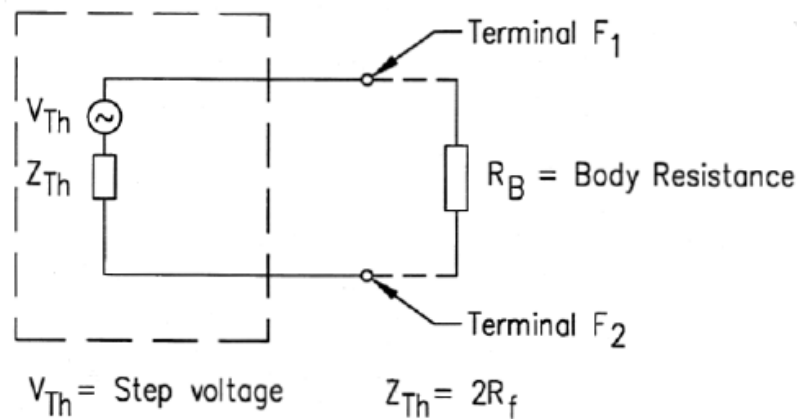 Terminal F1
VTh
ZTh
RB = Body Resistance
Terminal F2
VTh = Step voltage
ZTh = 2Rf